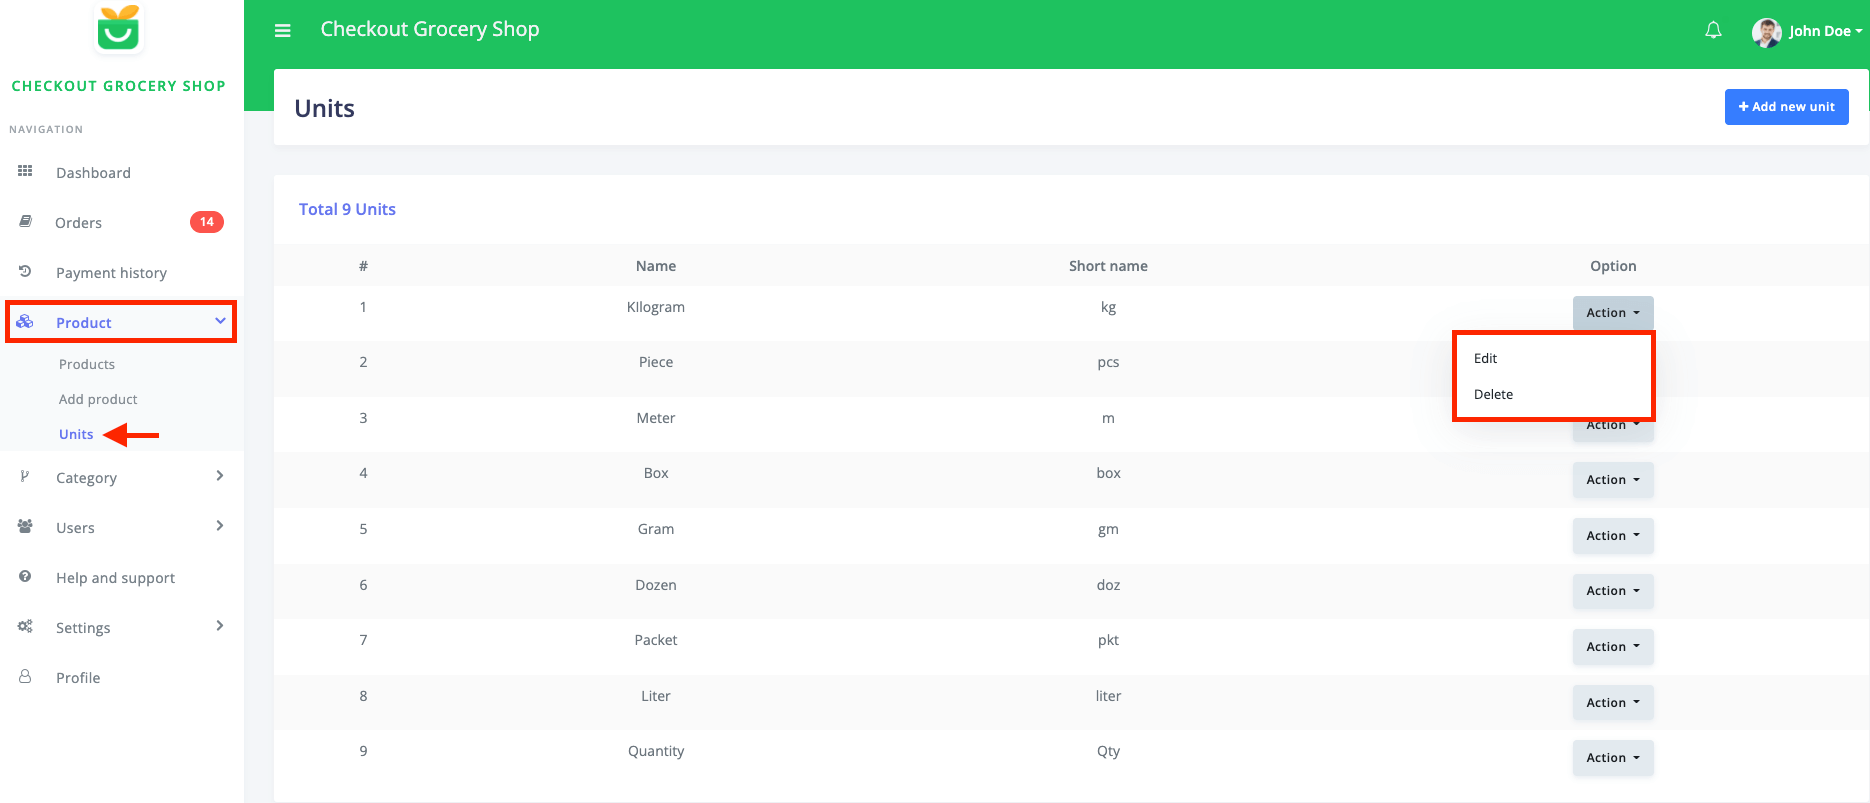 Checkout Grocery Shop
John Doe
CHECKOUT GROCERY SHOP
NAVIGATION
Dashboard
Orders 14
Payment history
Product
Products
Add product
Units
Category
Users
Help and support
Settings
Profile
Units
+ Add new unit
Total 9 Units
# Name Short name Option
1 KIlogram kg Action
Edit
Delete
2 Piece pcs
3 Meter m Action
4 Box box Action
5 Gram gm Action
6 Dozen doz Action
7 Packet pkt Action
8 Liter liter Action
9 Quantity Qty Action